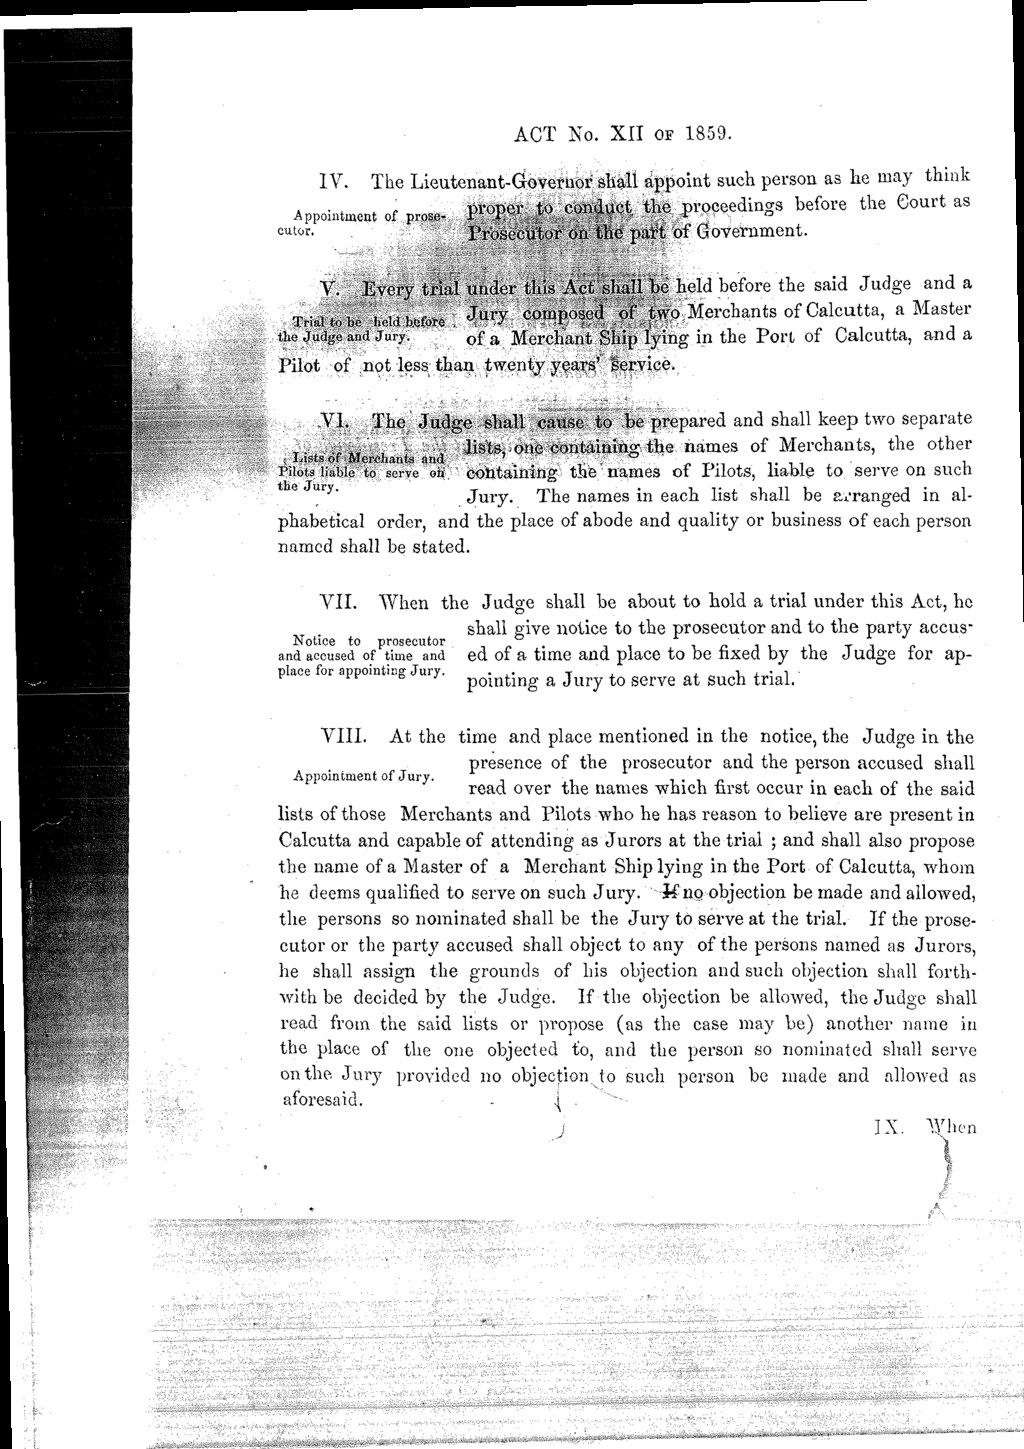 ACT No. XII OF 1859.
IV. The Lieutenant-Governor shall appoint such person as he may think
Appointment of prose-
cutor.
proper to conduct the proceedings before the Court as
Prosecutor on the part of Government.
V. Every trial under this Act shall be held before the said Judge and a
Trial to be held before
the Judge and Jury.
Jury composed of two Merchants of Calcutta, a Master
of a Merchant Ship lying in the Port of Calcutta, and a
Pilot of not less than twenty years' service.
VI. The Judge shall cause to be prepared and shall keep two separate
Lists of Merchants and
Pilots liable to serve on
the Jury.
lists, one containing the names of Merchants, the other
containing the names of Pilots, liable to serve on such
Jury. The names in each list shall be arranged in al-
phabetical order, and the place of abode and quality or business of each person
named shall be stated.
VII. When the Judge shall be about to hold a trial under this Act, he
Notice to prosecutor
and accused of time and
place for appointing Jury.
shall give notice to the prosecutor and to the party accus-
ed of a time and place to be fixed by the Judge for ap-
pointing a Jury to serve at such trial.
VIII. At the time and place mentioned in the notice, the Judge in the
Appointment of Jury.
presence of the prosecutor and the person accused shall
read over the names which first occur in each of the said
lists of those Merchants and Pilots who he has reason to believe are present in
Calcutta and capable of attending as Jurors at the trial ; and shall also propose
the name of a Master of a Merchant Ship lying in the Port of Calcutta, whom
he deems qualified to serve on such Jury. If no objection be made and allowed,
the persons so nominated shall be the Jury to serve at the trial. If the prose-
cutor or the party accused shall object to any of the persons named as Jurors,
he shall assign the grounds of his objection and such objection shall forth-
with be decided by the Judge. If the objection be allowed, the Judge shall
read from the said lists or propose (as the case may be) another name in
the place of the one objected to, and the person so nominated shall serve
on the Jury provided no objection to such person be made and allowed as
aforesaid.
IX. When